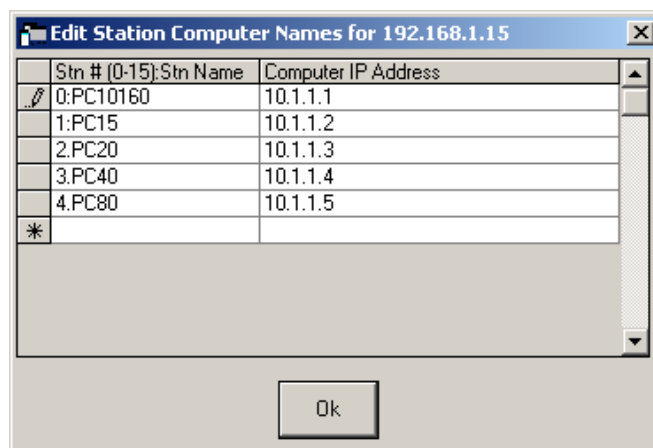 Edit Station Computer Names for 192.168.1.15
Stn # (0-15):Stn Name Computer IP Address
0:PC10160 10.1.1.1
1:PC15 10.1.1.2
2.PC20 10.1.1.3
3.PC40 10.1.1.4
4.PC80 10.1.1.5
Ok